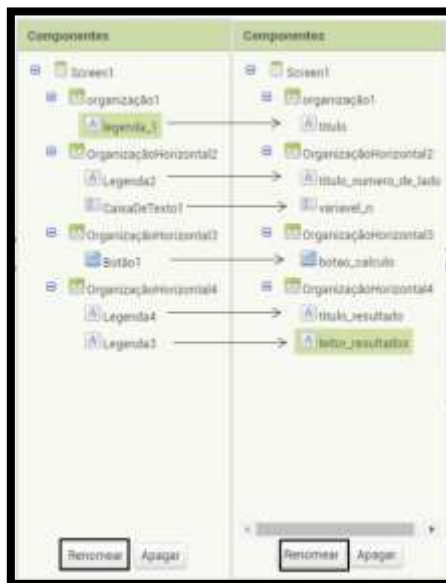 Componentes
Screen1
organização1
legenda_1
OrganizaçãoHorizontal2
Legenda2
CaixaDeTexto1
OrganizaçãoHorizontal3
Botão1
OrganizaçãoHorizontal4
Legenda4
Legenda3
Renomear Apagar
Componentes
Screen1
organização1
titulo
OrganizaçãoHorizontal2
titulo_numero_de_lado
variavel_n
OrganizaçãoHorizontal3
botao_calculo
OrganizaçãoHorizontal4
titulo_resultado
Renomear Apagar